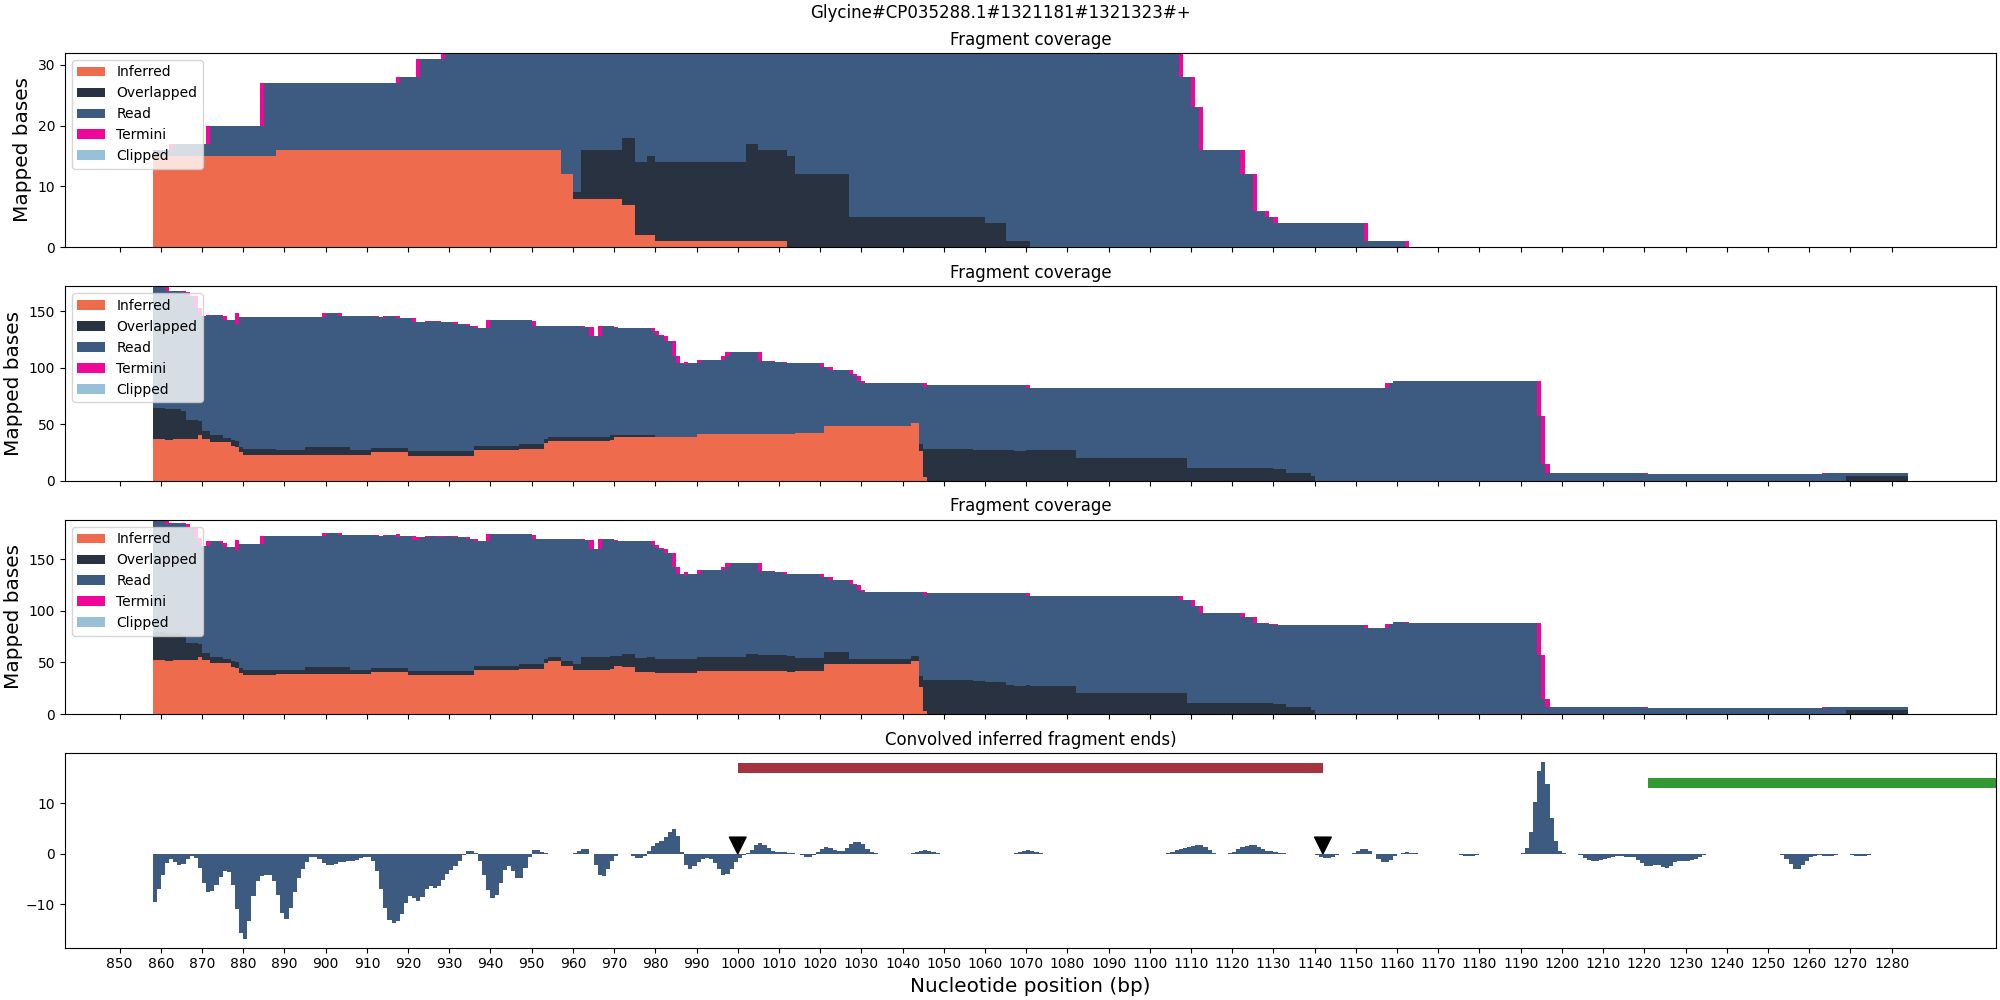 Glycine#CP035288.1#1321181#1321323#+
Fragment coverage
Mapped bases
30
20
10
0
Inferred
Overlapped
Read
Termini
Clipped
Fragment coverage
Mapped bases
150
100
50
0
Inferred
Overlapped
Read
Termini
Clipped
Fragment coverage
Mapped bases
150
100
50
0
Inferred
Overlapped
Read
Termini
Clipped
Convolved inferred fragment ends)
10
0
−10
850 860 870 880 890 900 910 920 930 940 950 960 970 980 990 1000 1010 1020 1030 1040 1050 1060 1070 1080 1090 1100 1110 1120 1130 1140 1150 1160 1170 1180 1190 1200 1210 1220 1230 1240 1250 1260 1270 1280
Nucleotide position (bp)